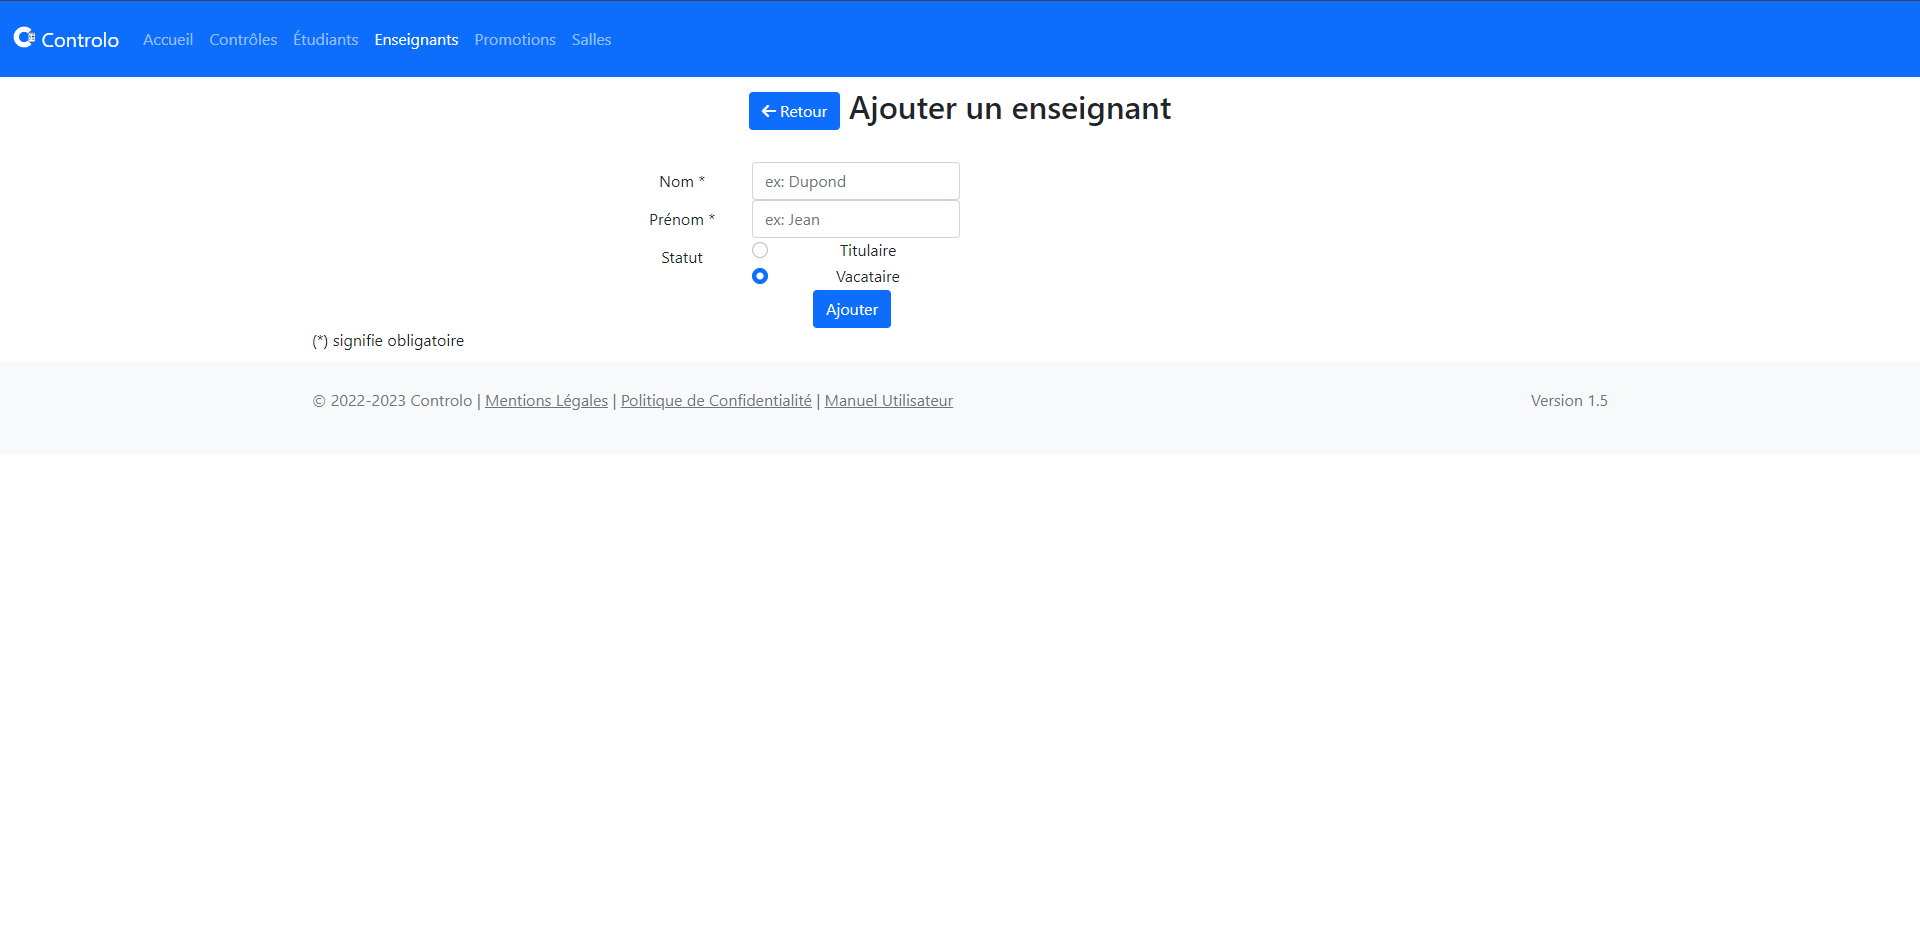 Controlo Accueil Contrôles Étudiants Enseignants Promotions Salles
Retour Ajouter un enseignant
Nom * ex: Dupond
Prénom * ex: Jean
Statut Titulaire
Vacataire
Ajouter
(*) signifie obligatoire
© 2022-2023 Controlo | Mentions Légales | Politique de Confidentialité | Manuel Utilisateur Version 1.5